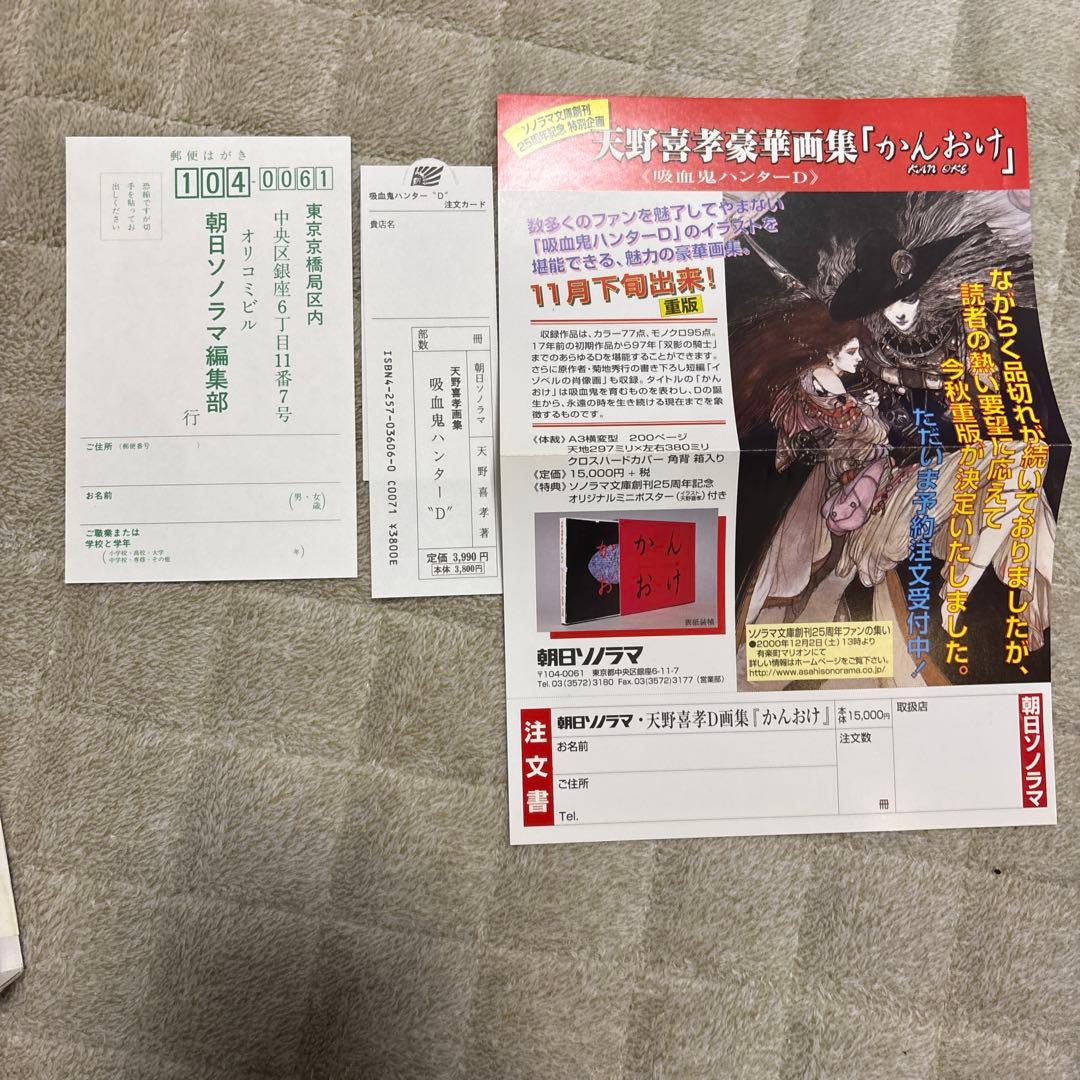 郵便はがき
恐縮ですが切
手を貼ってお
出しください
104-0061
東京京橋局区内
中央区銀座6丁目11番7号
オリコミビル
朝日ソノラマ編集部
行
ご住所（郵便番号　　　）
お名前
（男・女
歳）
ご職業または
学校と学年
（小学校・高校・大学
中学校・専修・その他
年）
吸血鬼ハンター〝D〟
注文カード
貴店名
部数
冊
朝日ソノラマ
天野喜孝著
天野喜孝画集
吸血鬼ハンター〝D〟
定価 3,990円
本体 3,800円
ISBN4-257-03606-0 C0071 ¥3800E
ソノラマ文庫創刊
25周年記念 特別企画
天野喜孝豪華画集「かんおけ」
KAN OKE
《吸血鬼ハンターD》
数多くのファンを魅了してやまない
「吸血鬼ハンターD」のイラストを
堪能できる、魅力の豪華画集。
11月下旬出来!
重版
収録作品は、カラー77点、モノクロ95点。
17年前の初期作品から97年「双影の騎士」
までのあらゆるDを堪能することができます。
さらに原作者・菊地秀行の書き下ろし短編「イ
ゾベルの肖像画」も収録。タイトルの「かん
おけ」は吸血鬼を育むものを表わし、Dの誕
生から、永遠の時を生き続ける現在までを象
徴するものです。
《体裁》A3横変型 200ページ
天地297ミリ×左右380ミリ
クロスハードカバー 角背 箱入り
《定価》15,000円+税
《特典》ソノラマ文庫創刊25周年記念
オリジナルミニポスター（イラスト天野喜孝）付き
ながらく品切れが続いておりましたが、
読者の熱い要望に応えて
今秋重版が決定いたしました。
ただいま予約注文受付中!
かん
おけ
かん
お
表紙装幀
朝日ソノラマ
〒104-0061 東京都中央区銀座6-11-7
Tel. 03(3572)3180 Fax. 03(3572)3177（営業部）
ソノラマ文庫創刊25周年ファンの集い
●2000年12月2日(土)13時より
有楽町マリオンにて
詳しい情報はホームページをご覧下さい。
http://www.asahisonorama.co.jp/
注文書
朝日ソノラマ・天野喜孝D画集『かんおけ』
本体15,000円
取扱店
お名前
注文数
冊
ご住所
Tel.
朝日ソノラマ